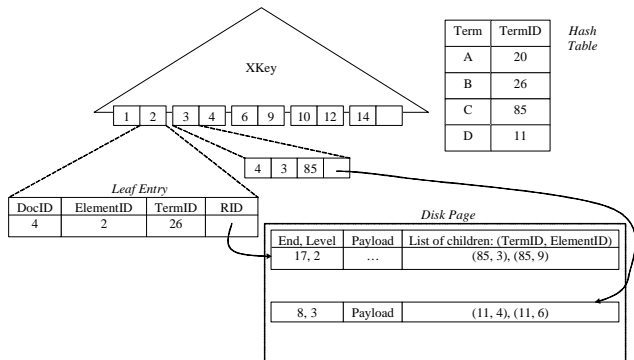 XKey
1 2 3 4 6 9 10 12 14
Term TermID
A 20
B 26
C 85
D 11
Hash
Table
4 3 85
Leaf Entry
DocID ElementID TermID RID
4 2 26
Disk Page
End, Level Payload List of children: (TermID, ElementID)
17, 2 … (85, 3), (85, 9)
8, 3 Payload (11, 4), (11, 6)